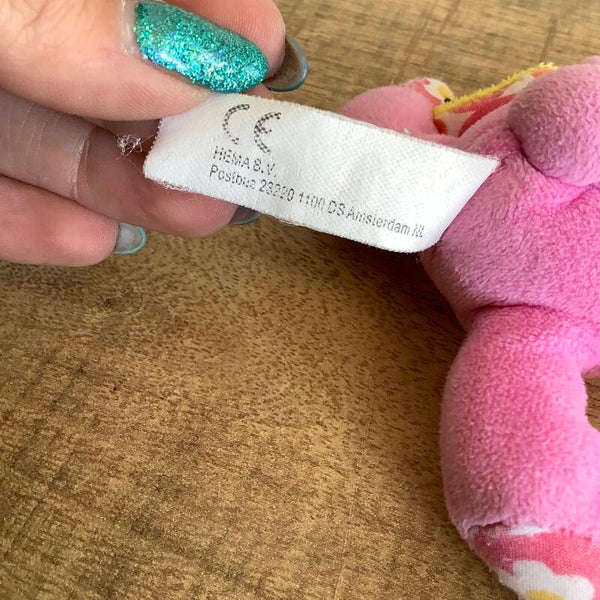 CE
HEMA B.V.
Postbus 23220 1100 DS Amsterdam NL